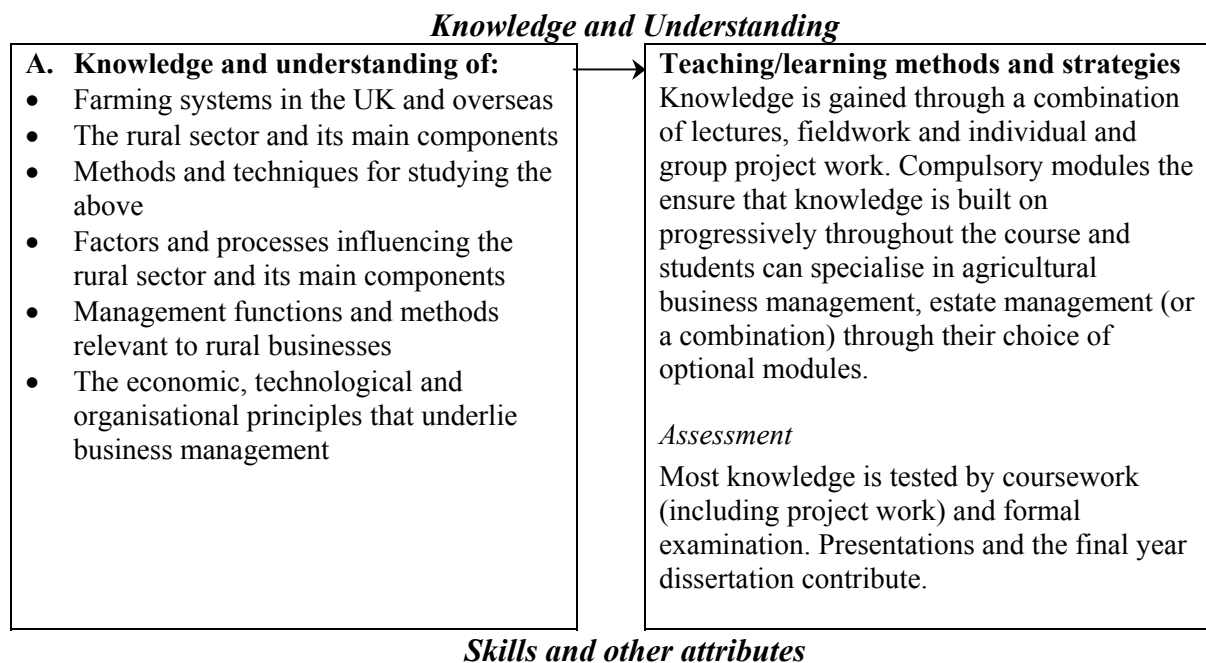 Knowledge and Understanding
A. Knowledge and understanding of:
• Farming systems in the UK and overseas
• The rural sector and its main components
• Methods and techniques for studying the
above
• Factors and processes influencing the
rural sector and its main components
• Management functions and methods
relevant to rural businesses
• The economic, technological and
organisational principles that underlie
business management
Teaching/learning methods and strategies
Knowledge is gained through a combination
of lectures, fieldwork and individual and
group project work. Compulsory modules the
ensure that knowledge is built on
progressively throughout the course and
students can specialise in agricultural
business management, estate management (or
a combination) through their choice of
optional modules.
Assessment
Most knowledge is tested by coursework
(including project work) and formal
examination. Presentations and the final year
dissertation contribute.
Skills and other attributes